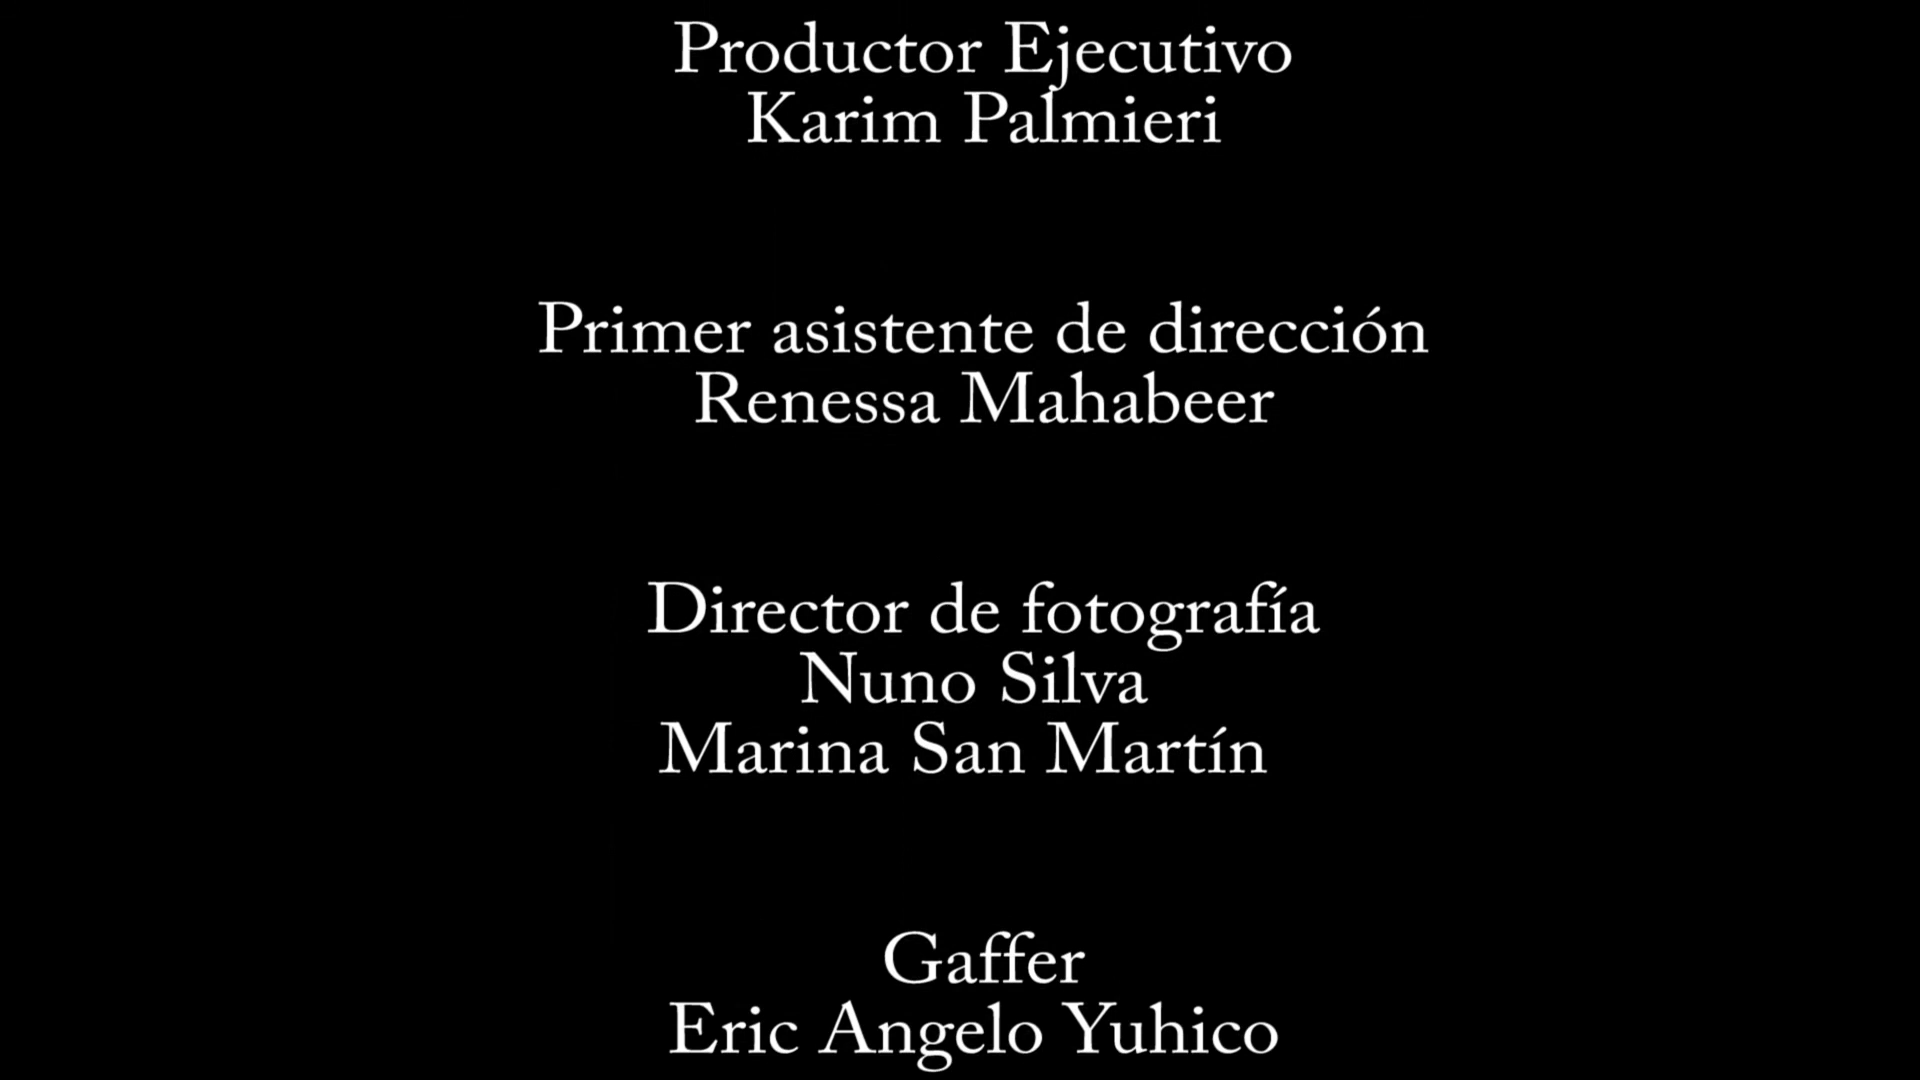 Productor Ejecutivo
Karim Palmieri
Primer asistente de dirección
Renessa Mahabeer
Director de fotografía
Nuno Silva
Marina San Martín
Gaffer
Eric Angelo Yuhico